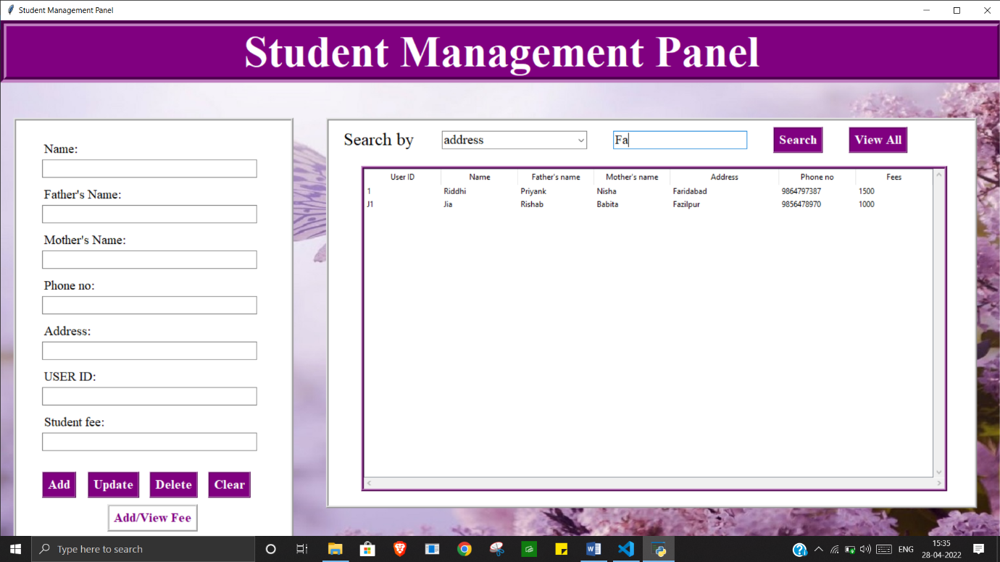 Student Management Panel
Student Management Panel
Name:
Father's Name:
Mother's Name:
Phone no:
Address:
USER ID:
Student fee:
Add Update Delete Clear
Add/View Fee
Search by address Fa Search View All
User ID Name Father's name Mother's name Address Phone no Fees
1 Riddhi Priyank Nisha Faridabad 9864797387 1500
J1 Jia Rishab Babita Fazilpur 9856478970 1000
Type here to search
ENG
15:35
28-04-2022